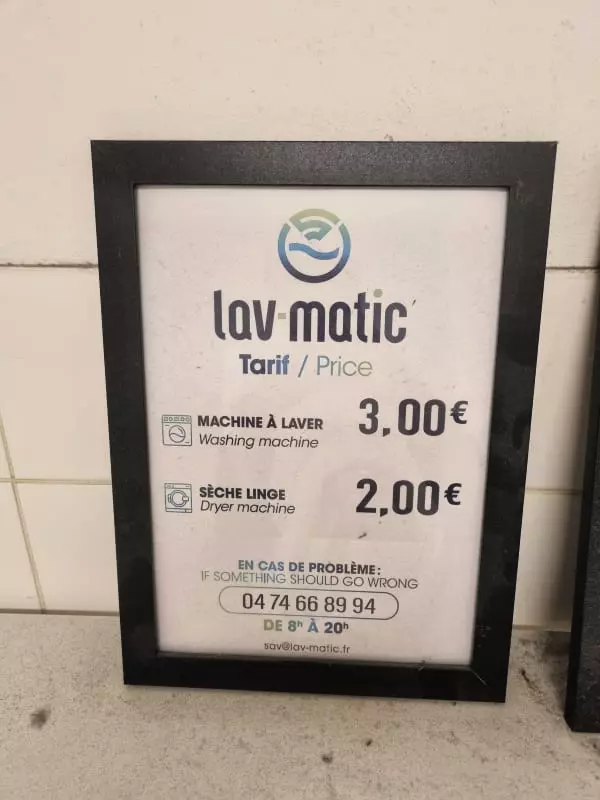 lav-matic
Tarif / Price
MACHINE À LAVER 3,00€
Washing machine
SÈCHE LINGE 2,00€
Dryer machine
EN CAS DE PROBLÈME :
IF SOMETHING SHOULD GO WRONG
04 74 66 89 94
DE 8h À 20h
sav@lav-matic.fr